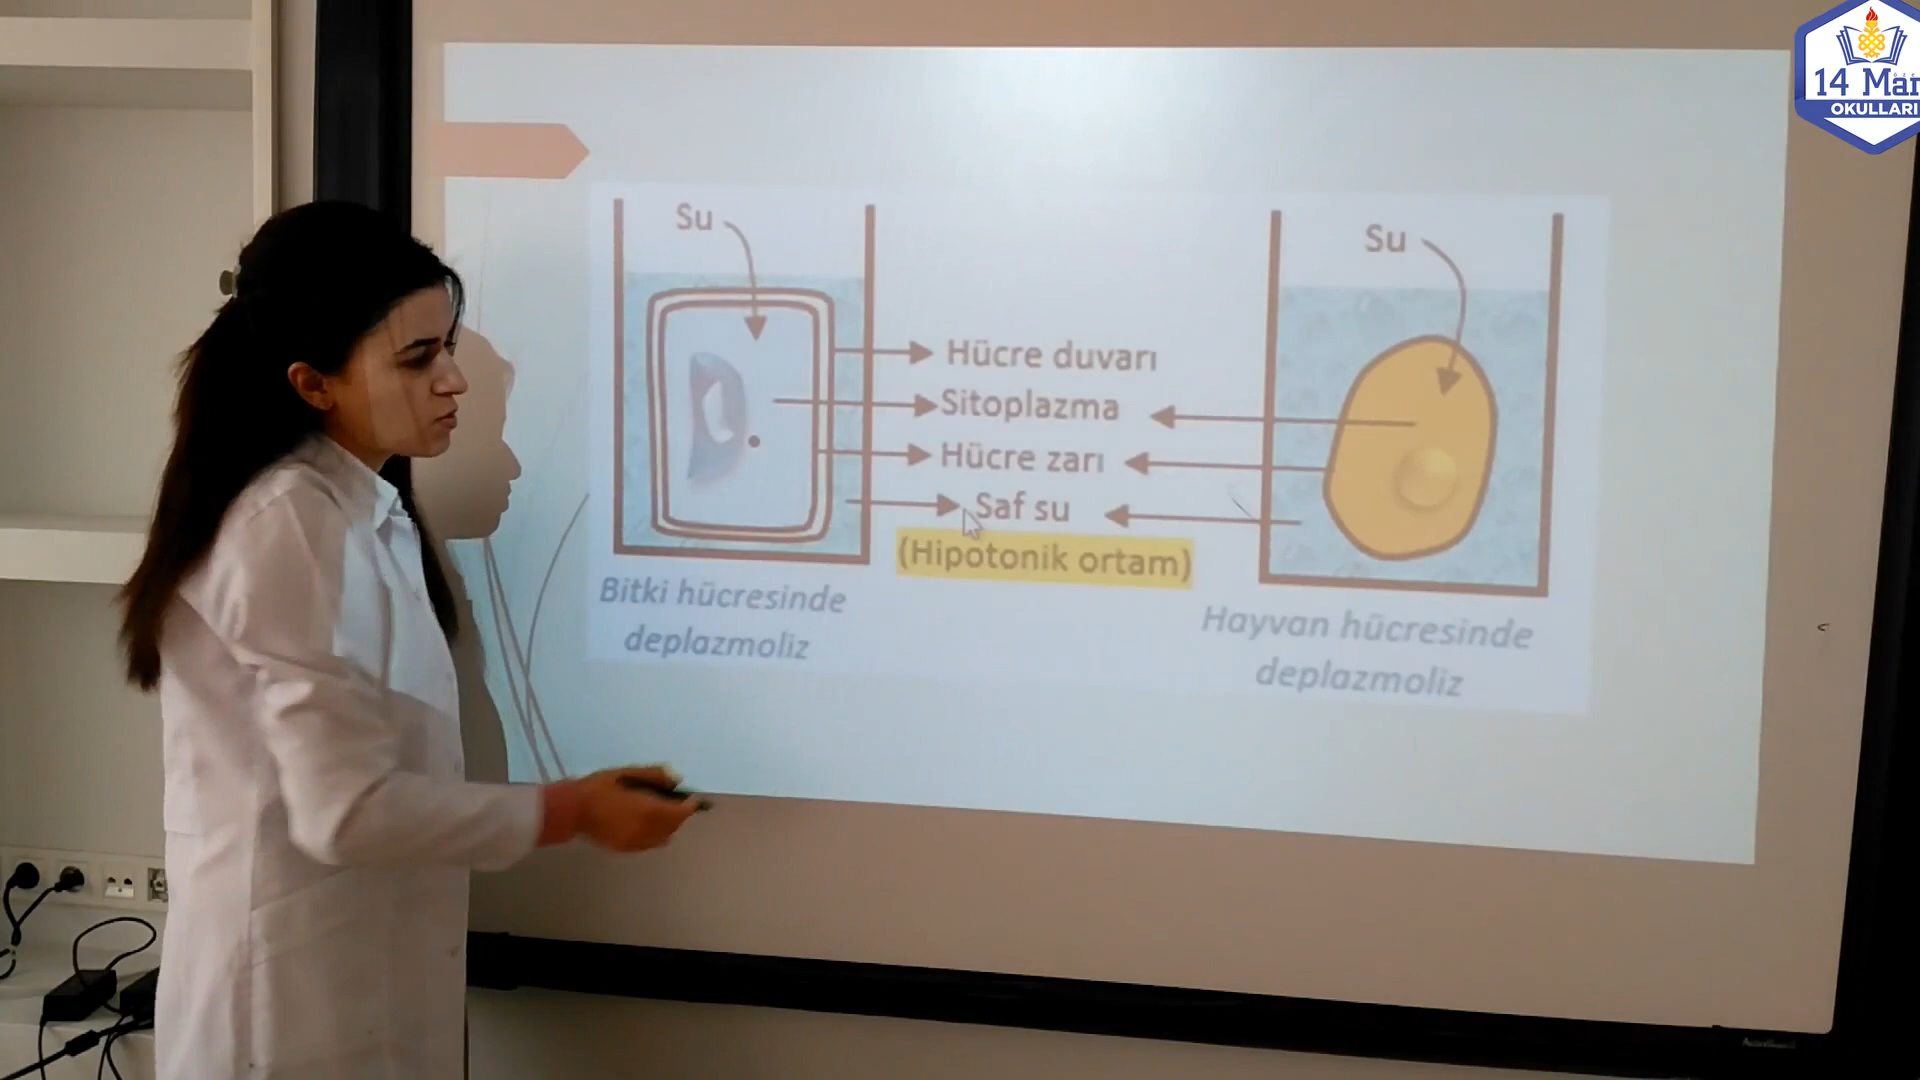 14 Mar
OKULLARI
Su
Su
Hücre duvarı
Sitoplazma
Hücre zarı
Saf su
(Hipotonik ortam)
Bitki hücresinde
deplazmoliz
Hayvan hücresinde
deplazmoliz